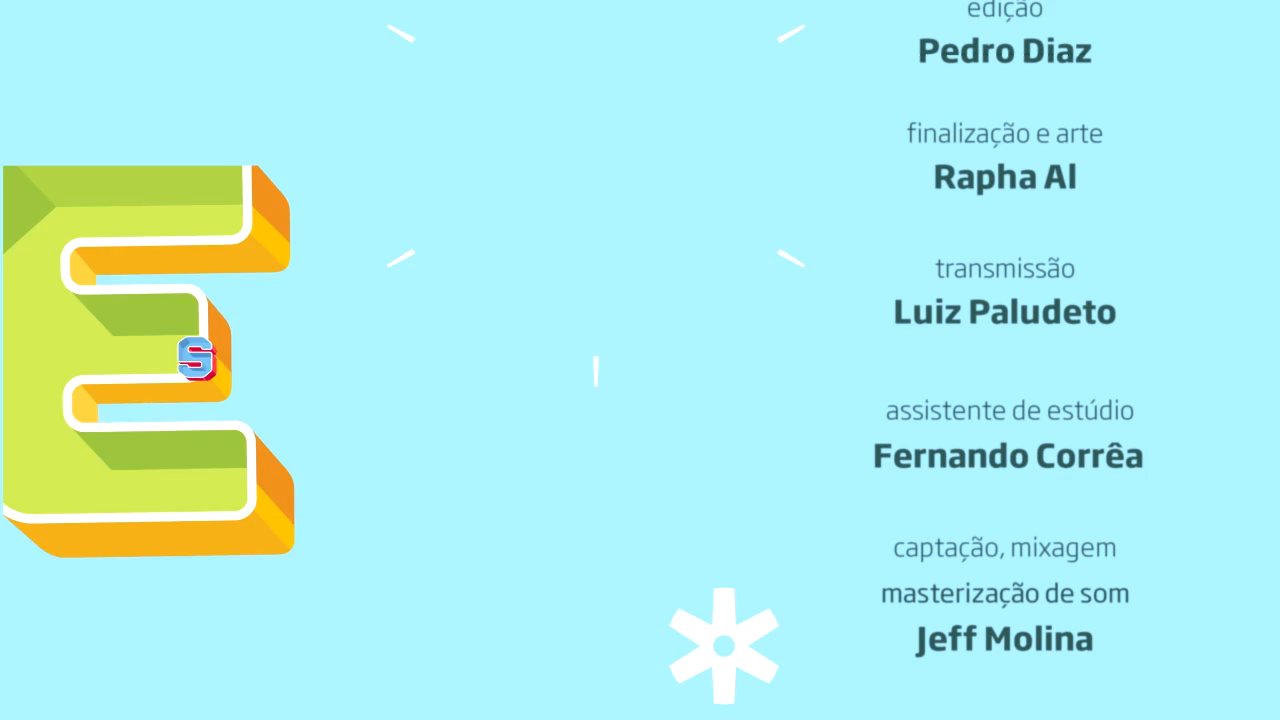 E
S
edição
Pedro Diaz
finalização e arte
Rapha Al
transmissão
Luiz Paludeto
assistente de estúdio
Fernando Corrêa
captação, mixagem
masterização de som
Jeff Molina